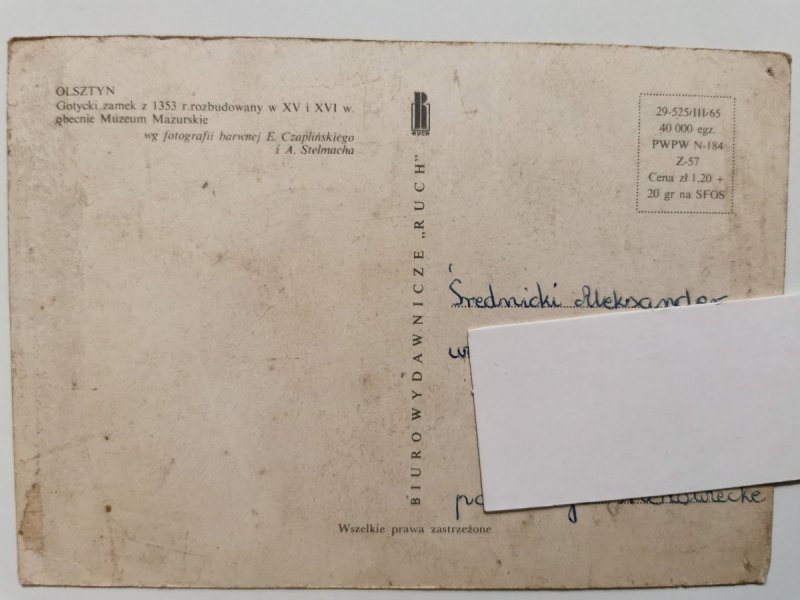 OLSZTYN
Gotycki zamek z 1353 r.rozbudowany w XV i XVI w.
obecnie Muzeum Mazurskie
wg fotografii barwnej E. Czaplińskiego
i A. Stelmacha
RUCH
BIURO WYDAWNICZE „RUCH"
29-525/III/65
40 000 egz.
PWPW N-184
Z-57
Cena zł 1,20 +
20 gr na SFOS
Średnicki Aleksander
Wszelkie prawa zastrzeżone